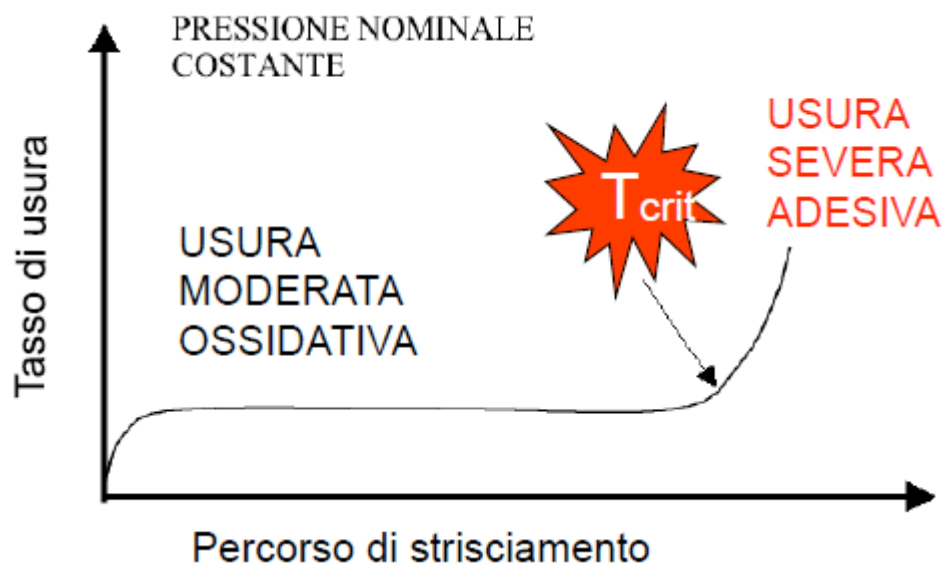 PRESSIONE NOMINALE
COSTANTE
USURA
SEVERA
ADESIVA
Tcrit
USURA
MODERATA
OSSIDATIVA
Tasso di usura
Percorso di strisciamento